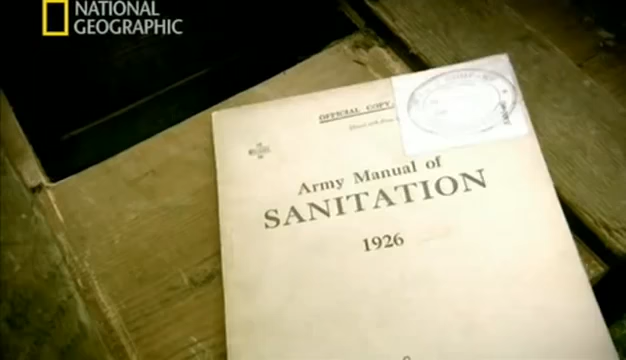 NATIONAL
GEOGRAPHIC
OFFICIAL COPY
Army Manual of
SANITATION
1926